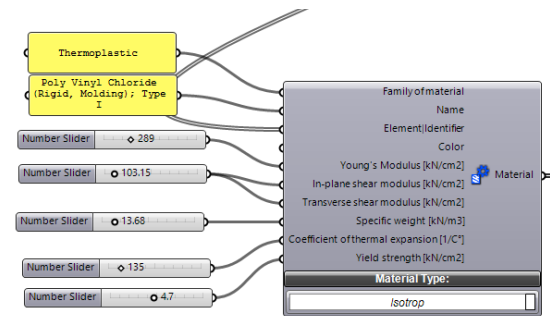 Thermoplastic
Poly Vinyl Chloride
(Rigid, Molding); Type
I
Number Slider 289
Number Slider 103.15
Number Slider 13.68
Number Slider 135
Number Slider 4.7
Family of material
Name
Element|Identifier
Color
Young's Modulus [kN/cm2]
In-plane shear modulus [kN/cm2]
Transverse shear modulus [kN/cm2]
Specific weight [kN/m3]
Coefficient of thermal expansion [1/C°]
Yield strength [kN/cm2]
Material
Material Type:
Isotrop